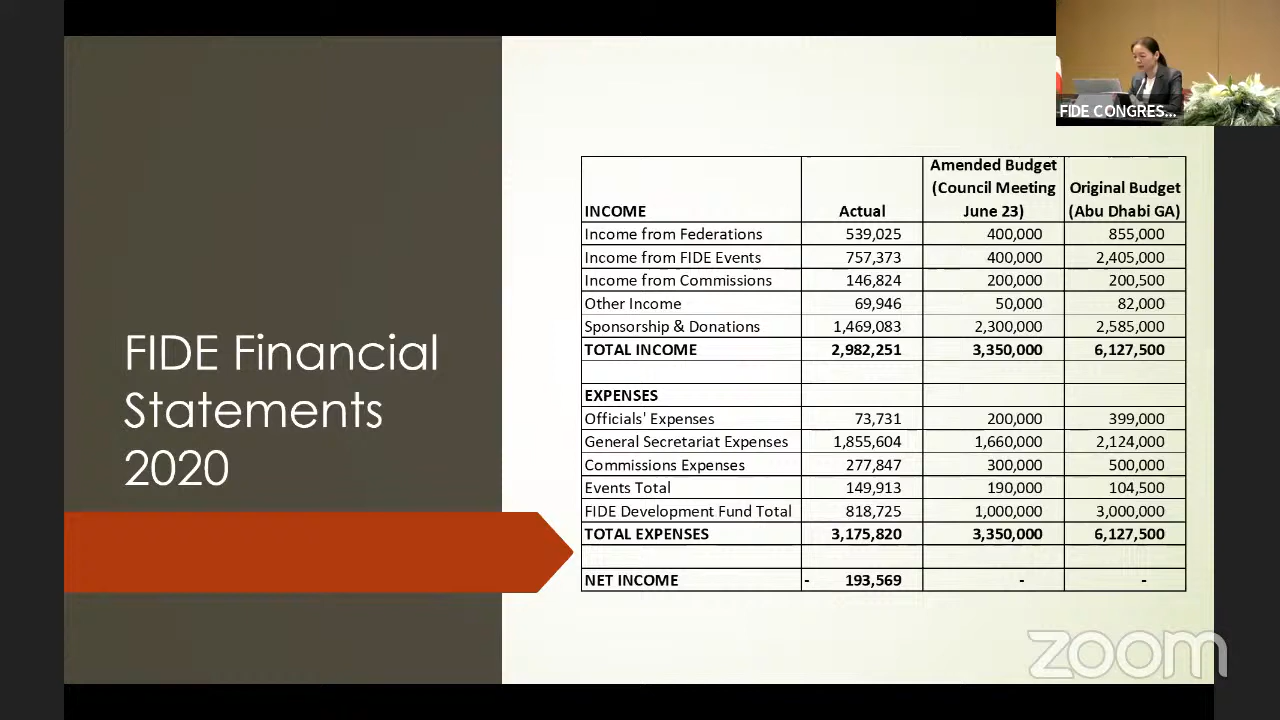 FIDE CONGRES...
FIDE Financial
Statements
2020
INCOME Actual Amended Budget (Council Meeting June 23) Original Budget (Abu Dhabi GA)
Income from Federations 539,025 400,000 855,000
Income from FIDE Events 757,373 400,000 2,405,000
Income from Commissions 146,824 200,000 200,500
Other Income 69,946 50,000 82,000
Sponsorship & Donations 1,469,083 2,300,000 2,585,000
TOTAL INCOME 2,982,251 3,350,000 6,127,500
EXPENSES
Officials' Expenses 73,731 200,000 399,000
General Secretariat Expenses 1,855,604 1,660,000 2,124,000
Commissions Expenses 277,847 300,000 500,000
Events Total 149,913 190,000 104,500
FIDE Development Fund Total 818,725 1,000,000 3,000,000
TOTAL EXPENSES 3,175,820 3,350,000 6,127,500
NET INCOME - 193,569 - -
zoom